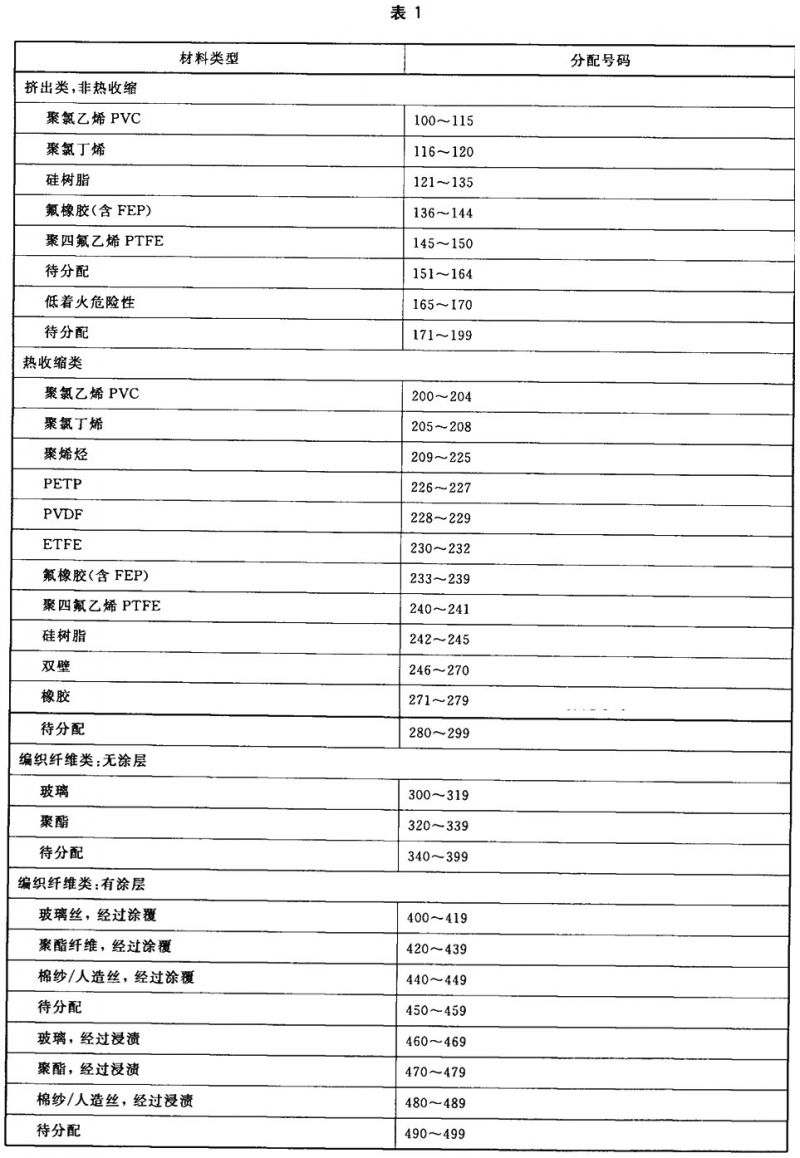 表 1
材料类型 分配号码
挤出类,非热收缩
聚氯乙烯 PVC 100～115
聚氯丁烯 116～120
硅树脂 121～135
氟橡胶(含 FEP) 136～144
聚四氟乙烯 PTFE 145～150
待分配 151～164
低着火危险性 165～170
待分配 171～199
热收缩类
聚氯乙烯 PVC 200～204
聚氯丁烯 205～208
聚烯烃 209～225
PETP 226～227
PVDF 228～229
ETFE 230～232
氟橡胶(含 FEP) 233～239
聚四氟乙烯 PTFE 240～241
硅树脂 242～245
双壁 246～270
橡胶 271～279
待分配 280～299
编织纤维类:无涂层
玻璃 300～319
聚酯 320～339
待分配 340～399
编织纤维类:有涂层
玻璃丝,经过涂覆 400～419
聚酯纤维,经过涂覆 420～439
棉纱/人造丝,经过涂覆 440～449
待分配 450～459
玻璃,经过浸渍 460～469
聚酯,经过浸渍 470～479
棉纱/人造丝,经过浸渍 480～489
待分配 490～499